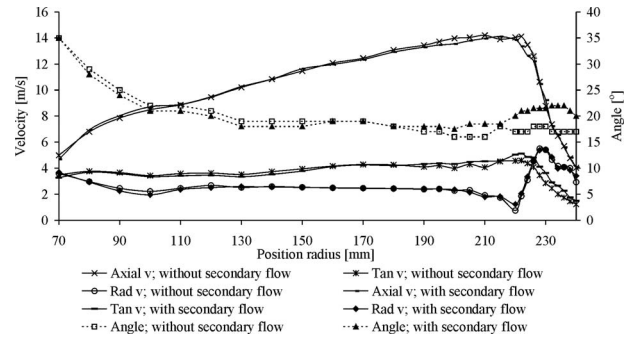 16
14
12
10
8
6
4
2
0
Velocity [m/s]
40
35
30
25
20
15
10
5
0
Angle [°]
70 90 110 130 150 170 190 210 230
Position radius [mm]
Axial v; without secondary flow
Tan v; without secondary flow
Rad v; without secondary flow
Axial v; with secondary flow
Tan v; with secondary flow
Rad v; with secondary flow
Angle; without secondary flow
Angle; with secondary flow